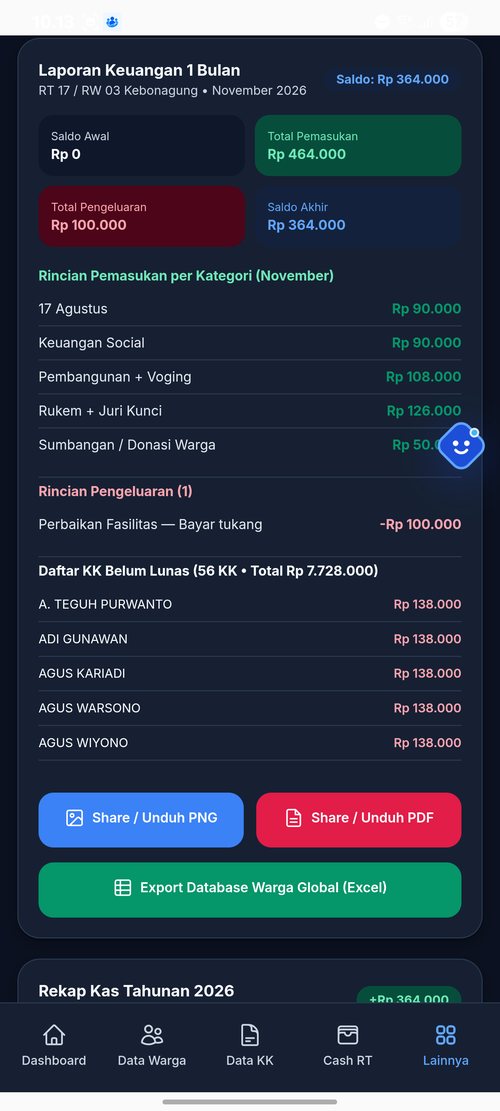 10.13
Laporan Keuangan 1 Bulan
RT 17 / RW 03 Kebonagung • November 2026
Saldo: Rp 364.000
Saldo Awal
Rp 0
Total Pemasukan
Rp 464.000
Total Pengeluaran
Rp 100.000
Saldo Akhir
Rp 364.000
Rincian Pemasukan per Kategori (November)
17 Agustus Rp 90.000
Keuangan Social Rp 90.000
Pembangunan + Voging Rp 108.000
Rukem + Juri Kunci Rp 126.000
Sumbangan / Donasi Warga Rp 50.
Rincian Pengeluaran (1)
Perbaikan Fasilitas — Bayar tukang -Rp 100.000
Daftar KK Belum Lunas (56 KK • Total Rp 7.728.000)
A. TEGUH PURWANTO Rp 138.000
ADI GUNAWAN Rp 138.000
AGUS KARIADI Rp 138.000
AGUS WARSONO Rp 138.000
AGUS WIYONO Rp 138.000
Share / Unduh PNG
Share / Unduh PDF
Export Database Warga Global (Excel)
Rekap Kas Tahunan 2026
+Rp 364.000
Dashboard
Data Warga
Data KK
Cash RT
Lainnya